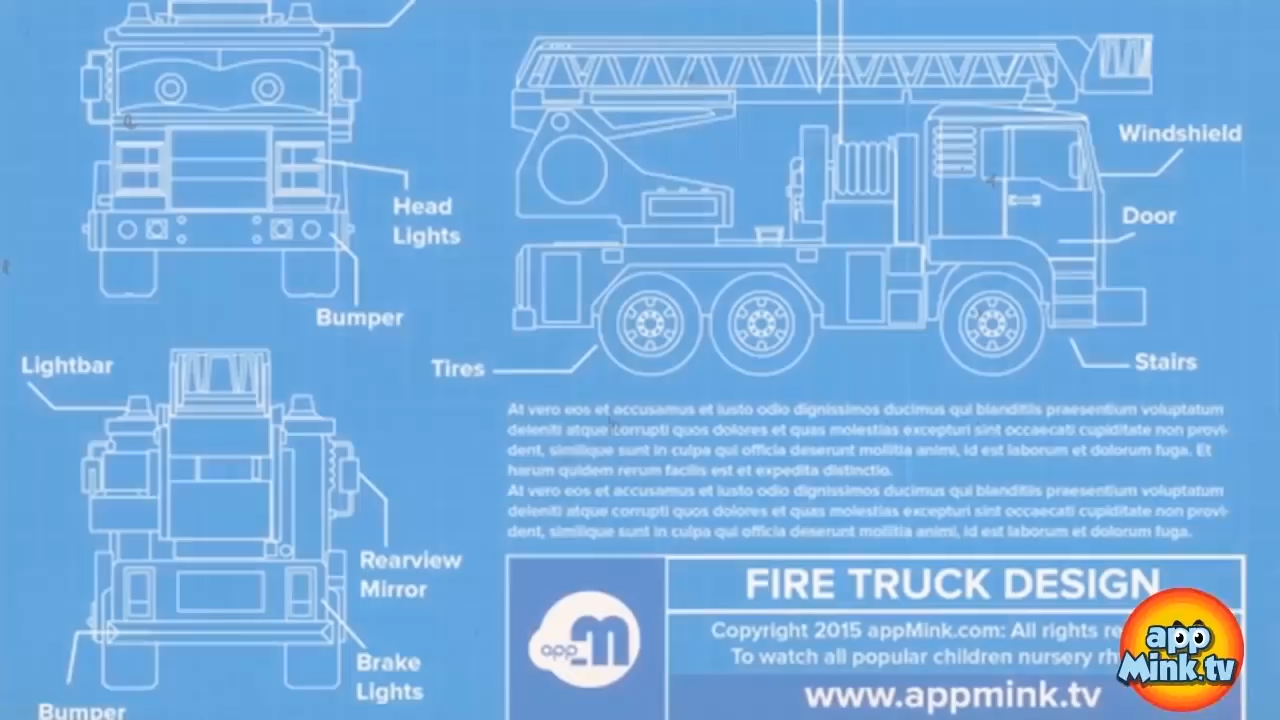 Head
Lights
Bumper
Windshield
Door
Tires
Stairs
Lightbar
Rearview
Mirror
Brake
Lights
Bumper
At vero eos et accusamus et iusto odio dignissimos ducimus qui blanditiis praesentium voluptatum
deleniti atque corrupti quos dolores et quas molestias excepturi sint occaecati cupiditate non provi-
dent, similique sunt in culpa qui officia deserunt mollitia animi, id est laborum et dolorum fuga. Et
harum quidem rerum facilis est et expedita distinctio.
At vero eos et accusamus et iusto odio dignissimos ducimus qui blanditiis praesentium voluptatum
deleniti atque corrupti quos dolores et quas molestias excepturi sint occaecati cupiditate non provi-
dent, similique sunt in culpa qui officia deserunt mollitia animi, id est laborum et dolorum fuga.
app m
FIRE TRUCK DESIGN
Copyright 2015 appMink.com: All rights re
To watch all popular children nursery rh
www.appmink.tv
app
Mink.tv